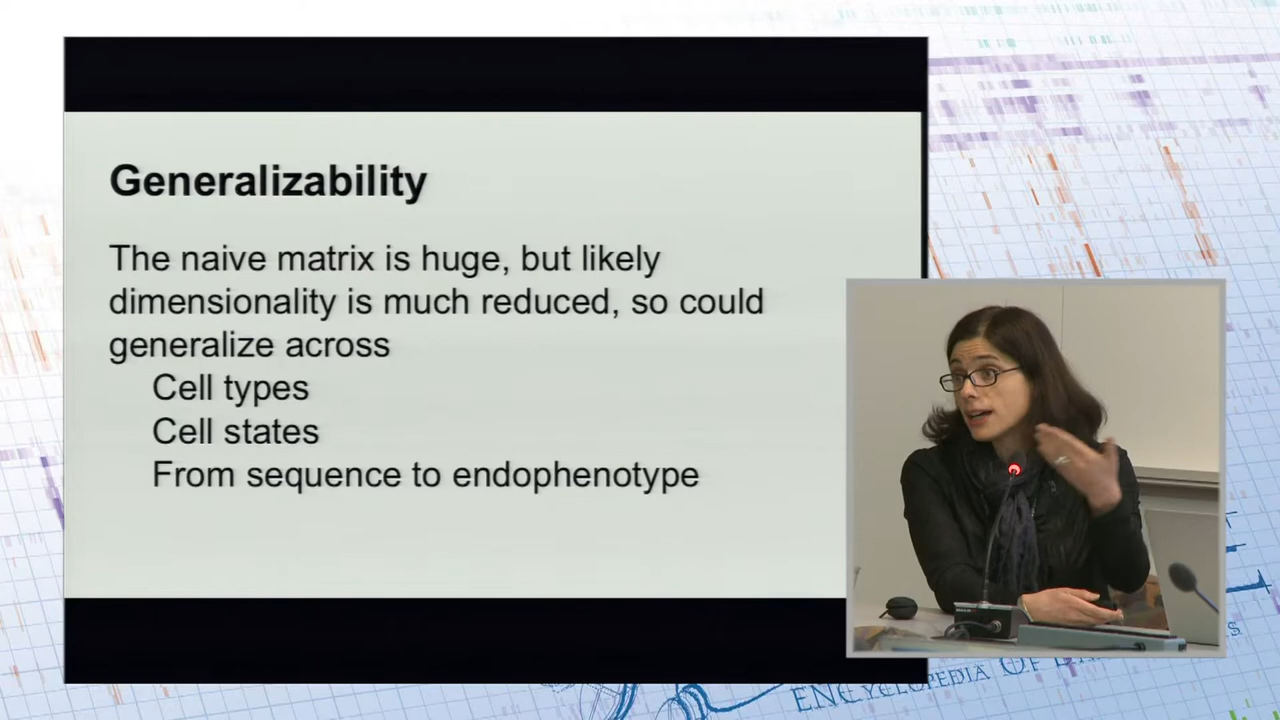 Generalizability
The naive matrix is huge, but likely
dimensionality is much reduced, so could
generalize across
Cell types
Cell states
From sequence to endophenotype
ENCYCLOPEDIA OF